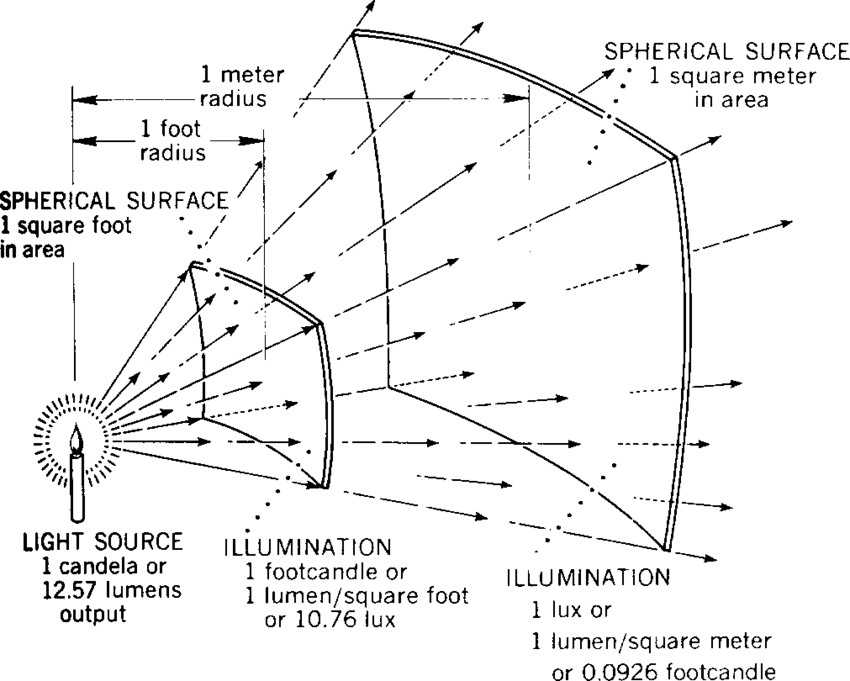 1 meter
radius
1 foot
radius
SPHERICAL SURFACE
1 square meter
in area
SPHERICAL SURFACE
1 square foot
in area
LIGHT SOURCE
1 candela or
12.57 lumens
output
ILLUMINATION
1 footcandle or
1 lumen/square foot
or 10.76 lux
ILLUMINATION
1 lux or
1 lumen/square meter
or 0.0926 footcandle